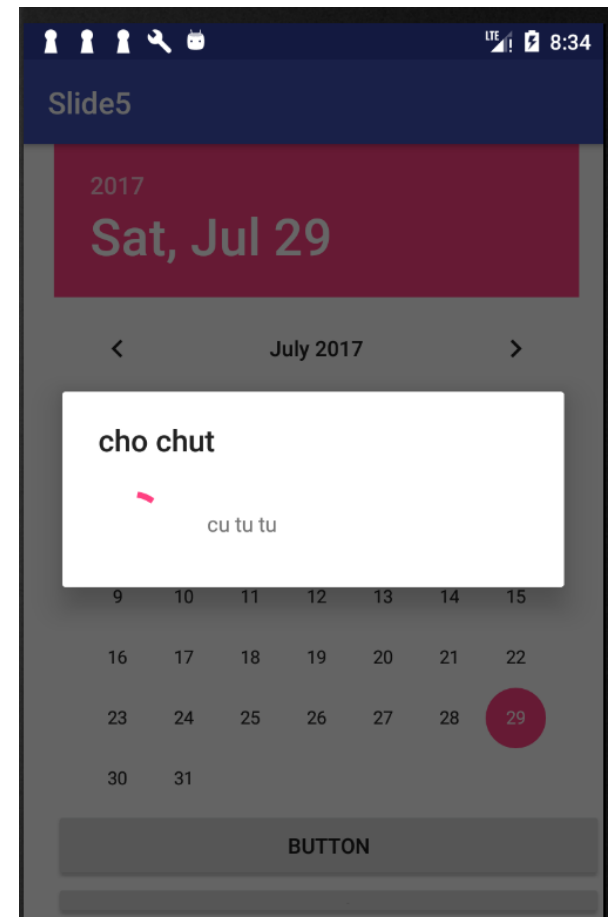 LTE 8:34
Slide5
2017
Sat, Jul 29
July 2017
cho chut
cu tu tu
9 10 11 12 13 14 15
16 17 18 19 20 21 22
23 24 25 26 27 28 29
30 31
BUTTON